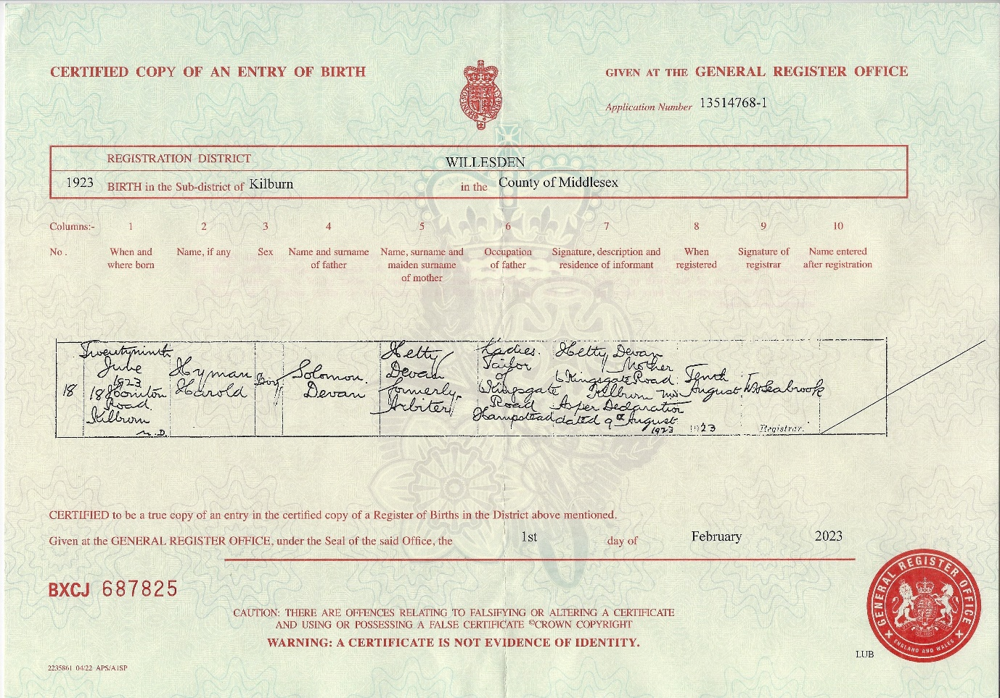 CERTIFIED COPY OF AN ENTRY OF BIRTH
GIVEN AT THE GENERAL REGISTER OFFICE
Application Number 13514768-1
REGISTRATION DISTRICT WILLESDEN
1923 BIRTH in the Sub-district of Kilburn in the County of Middlesex
Columns:- 1 2 3 4 5 6 7 8 9 10
No. When and where born
Name, if any
Sex
Name and surname of father
Name, surname and maiden surname of mother
Occupation of father
Signature, description and residence of informant
When registered
Signature of registrar
Name entered after registration
18
Twentyninth
June
1923
18
Road
Kilburn
Hyman
Harold
Boy
Solomon
Devan
Hetty
Devan
formerly
Arbiter
Ladies
Tailor
of
Kingsgate
Road
Hampstead
Hetty Devan
Mother
Kingsgate Road
Kilburn
As per Declaration
dated 9th August
1923
Tenth
August
1923
Seabrook
Registrar.
CERTIFIED to be a true copy of an entry in the certified copy of a Register of Births in the District above mentioned.
Given at the GENERAL REGISTER OFFICE, under the Seal of the said Office, the 1st day of February 2023
BXCJ 687825
CAUTION: THERE ARE OFFENCES RELATING TO FALSIFYING OR ALTERING A CERTIFICATE
AND USING OR POSSESSING A FALSE CERTIFICATE ©CROWN COPYRIGHT
WARNING: A CERTIFICATE IS NOT EVIDENCE OF IDENTITY.
GENERAL REGISTER OFFICE
ENGLAND AND WALES
LUB
2235861 04/22 APS/A1SP